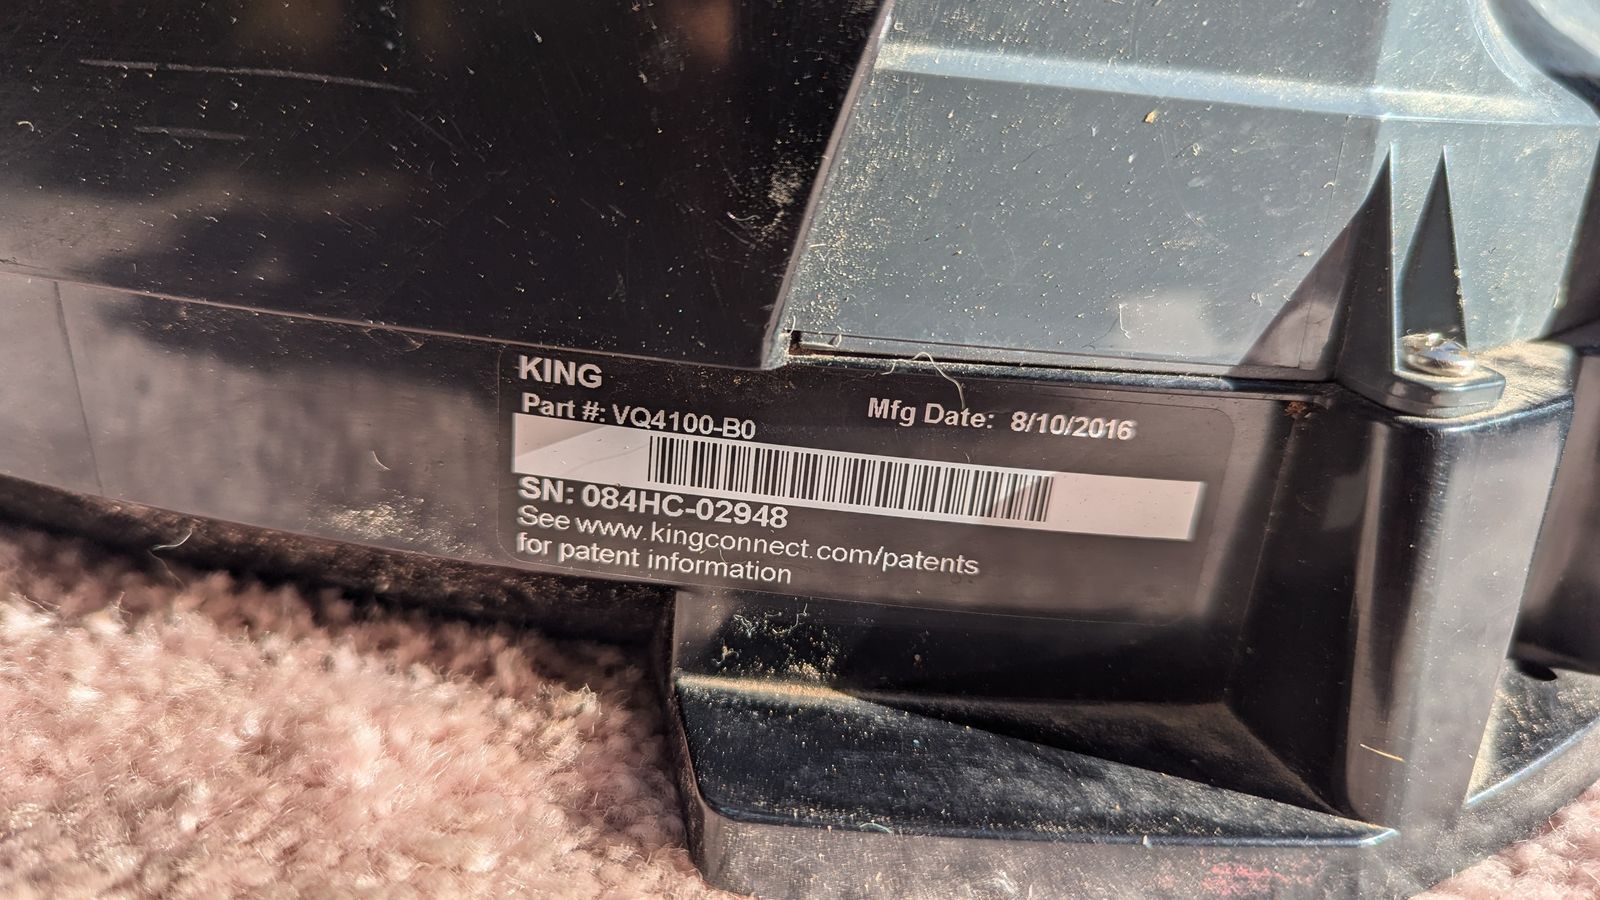 KING
Part #: VQ4100-B0
Mfg Date: 8/10/2016
SN: 084HC-02948
See www.kingconnect.com/patents
for patent information